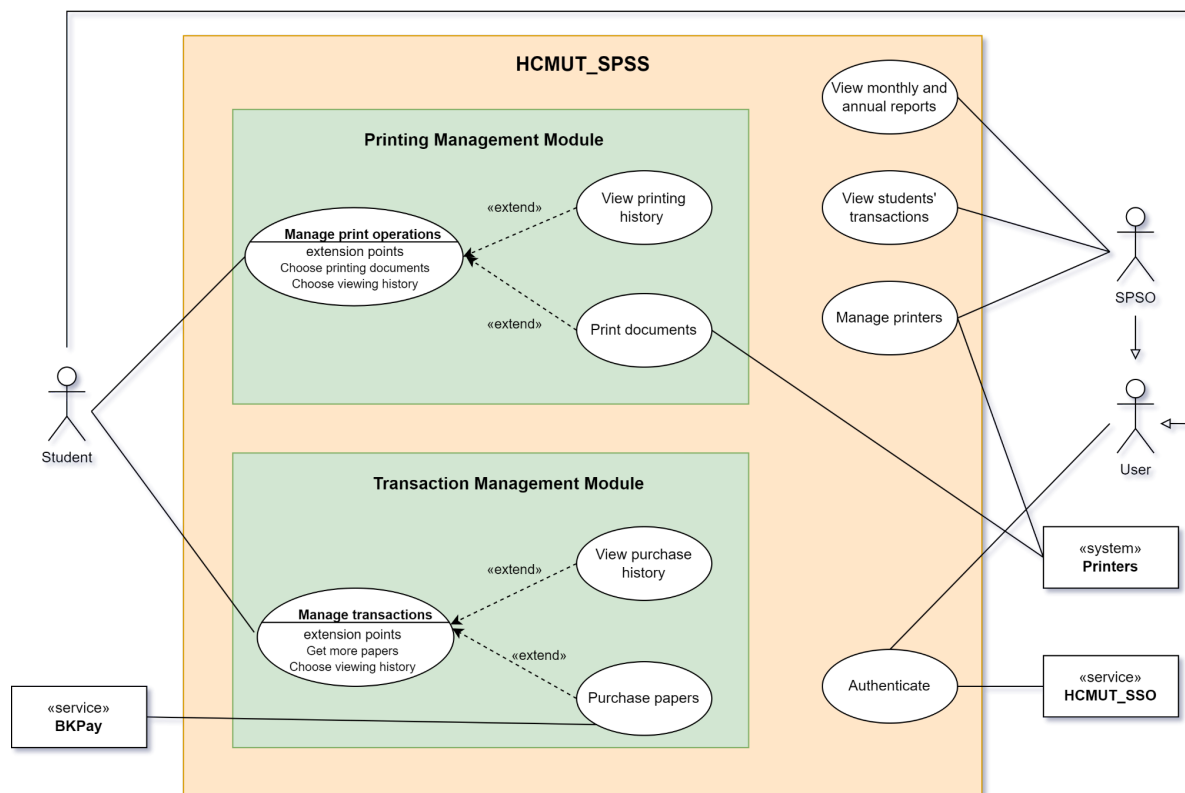 HCMUT_SPSS
Printing Management Module
Manage print operations
extension points
Choose printing documents
Choose viewing history
«extend»
View printing
history
«extend»
Print documents
View monthly and
annual reports
View students'
transactions
Manage printers
SPSO
Student
User
Transaction Management Module
Manage transactions
extension points
Get more papers
Choose viewing history
«extend»
View purchase
history
«extend»
Purchase papers
«system»
Printers
Authenticate
«service»
HCMUT_SSO
«service»
BKPay